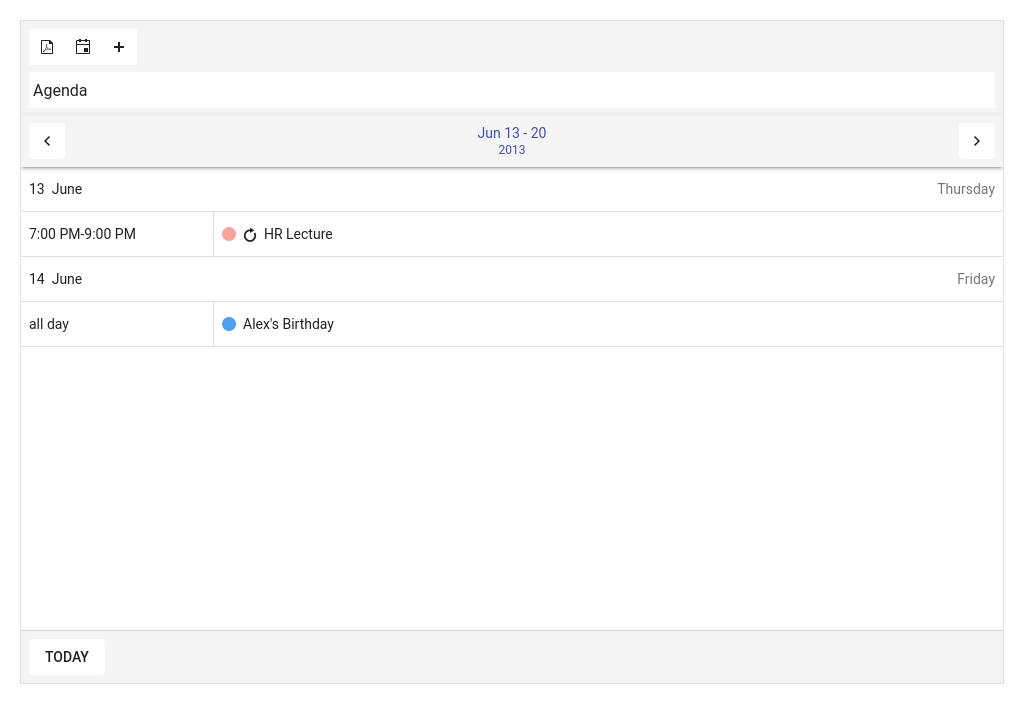 Agenda
Jun 13 - 20
2013
13 June Thursday
7:00 PM-9:00 PM HR Lecture
14 June Friday
all day Alex's Birthday
TODAY